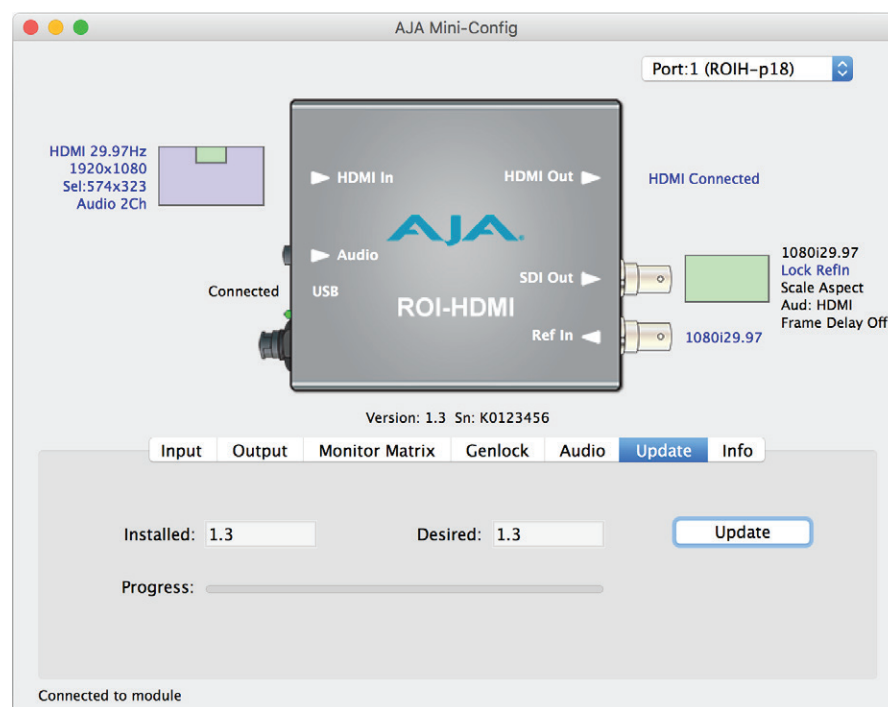 AJA Mini-Config
Port:1 (ROIH-p18)
HDMI 29.97Hz
1920x1080
Sel:574x323
Audio 2Ch
HDMI In
HDMI Out
HDMI Connected
AJA.
Audio
Connected
USB
SDI Out
ROI-HDMI
Ref In
1080i29.97
Lock RefIn
Scale Aspect
Aud: HDMI
Frame Delay Off
1080i29.97
Version: 1.3 Sn: K0123456
Input Output Monitor Matrix Genlock Audio Update Info
Installed: 1.3 Desired: 1.3 Update
Progress:
Connected to module